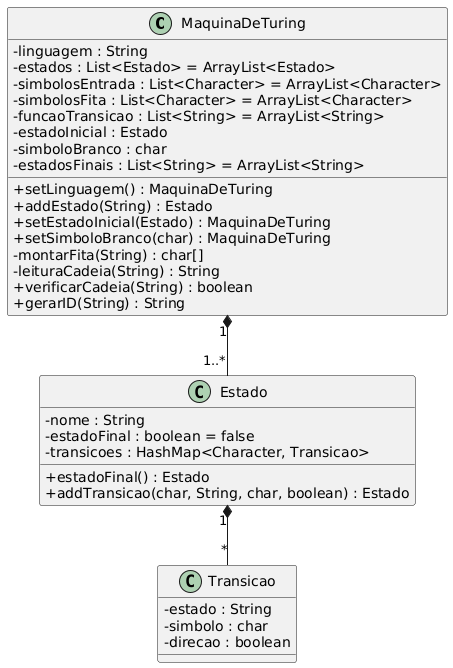 C MaquinaDeTuring
-linguagem : String
-estados : List<Estado> = ArrayList<Estado>
-simbolosEntrada : List<Character> = ArrayList<Character>
-simbolosFita : List<Character> = ArrayList<Character>
-funcaoTransicao : List<String> = ArrayList<String>
-estadoInicial : Estado
-simboloBranco : char
-estadosFinais : List<String> = ArrayList<String>
+setLinguagem() : MaquinaDeTuring
+addEstado(String) : Estado
+setEstadoInicial(Estado) : MaquinaDeTuring
+setSimboloBranco(char) : MaquinaDeTuring
-montarFita(String) : char[]
-leituraCadeia(String) : String
+verificarCadeia(String) : boolean
+gerarID(String) : String
1
1..*
C Estado
-nome : String
-estadoFinal : boolean = false
-transicoes : HashMap<Character, Transicao>
+estadoFinal() : Estado
+addTransicao(char, String, char, boolean) : Estado
1
*
C Transicao
-estado : String
-simbolo : char
-direcao : boolean